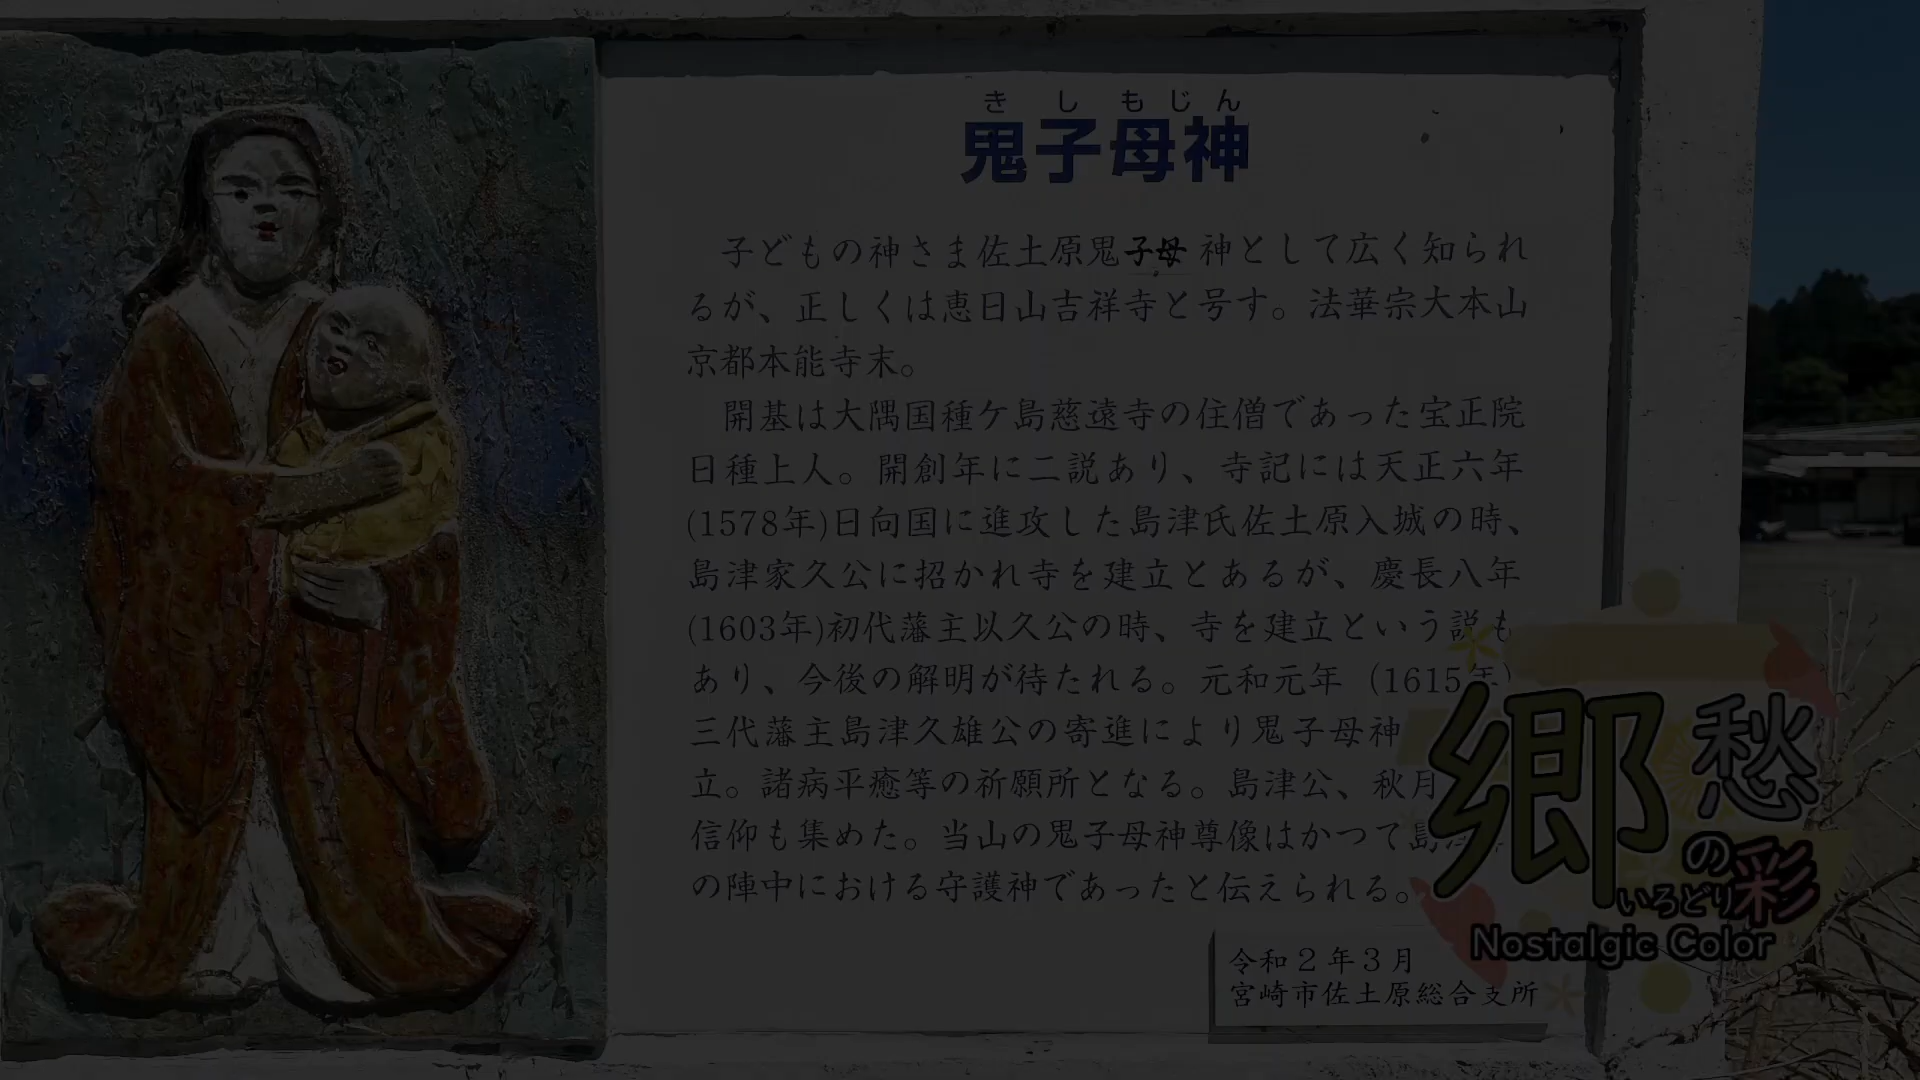 きしもじん
鬼子母神
子どもの神さま佐土原鬼子母神として広く知られ
るが、正しくは恵日山吉祥寺と号す。法華宗大本山
京都本能寺末。
開基は大隅国種ケ島慈遠寺の住僧であった宝正院
日種上人。開創年に二説あり、寺記には天正六年
(1578年)日向国に進攻した島津氏佐土原入城の時、
島津家久公に招かれ寺を建立とあるが、慶長八年
(1603年)初代藩主以久公の時、寺を建立という説も
あり、今後の解明が待たれる。元和元年（1615年）
三代藩主島津久雄公の寄進により鬼子母神
立。諸病平癒等の祈願所となる。島津公、秋月
信仰も集めた。当山の鬼子母神尊像はかつて島津
の陣中における守護神であったと伝えられる。
令和２年３月
宮崎市佐土原総合支所
郷愁の彩
いろどり
Nostalgic Color